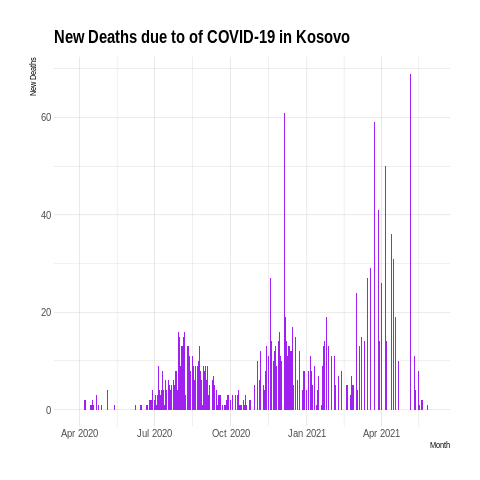 New Deaths due to of COVID-19 in Kosovo
New Deaths
60
40
20
0
Apr 2020 Jul 2020 Oct 2020 Jan 2021 Apr 2021
Month